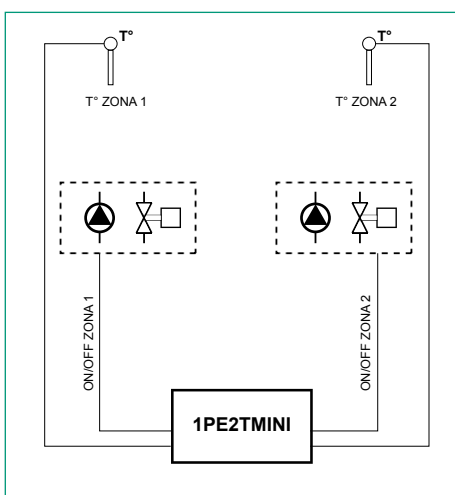 T°
T°
T° ZONA 1
T° ZONA 2
ON/OFF ZONA 1
ON/OFF ZONA 2
1PE2TMINI